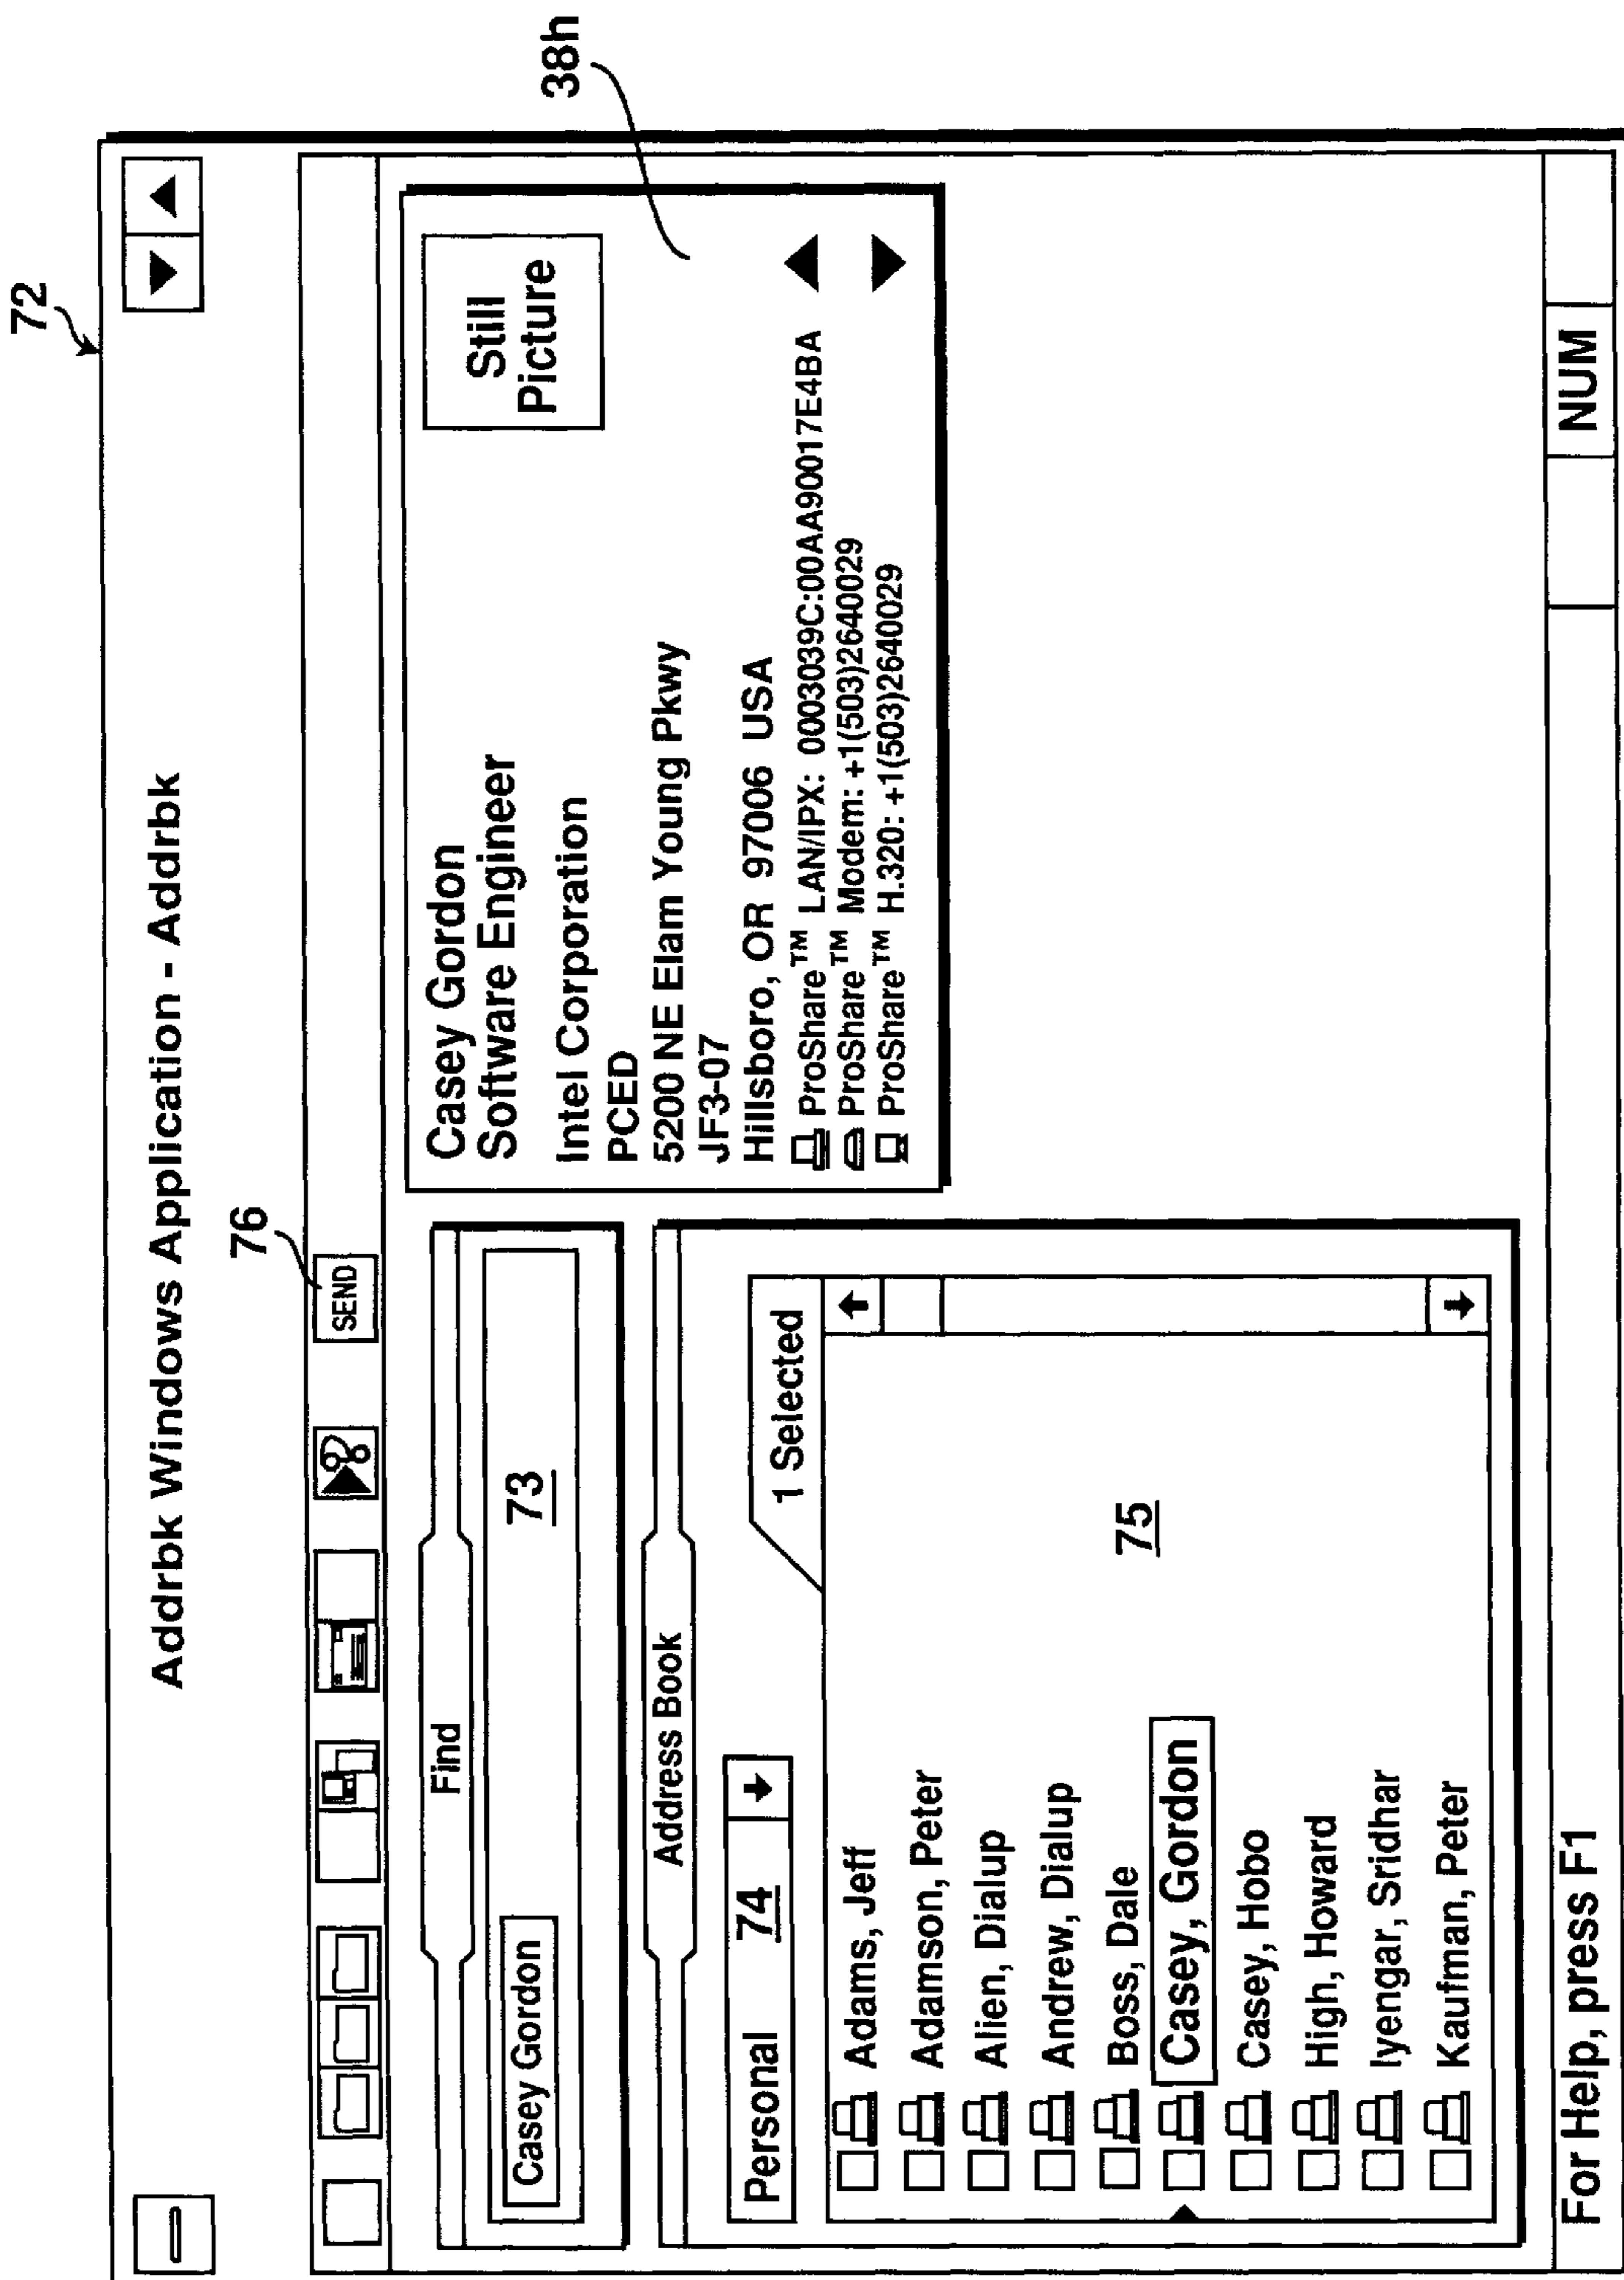 72
Addrbk Windows Application - Addrbk
76
SEND
38h
Find
Casey Gordon
73
Address Book
Personal 74
1 Selected
Adams, Jeff
Adamson, Peter
Alien, Dialup
Andrew, Dialup
Boss, Dale
Casey, Gordon
Casey, Hobo
High, Howard
Iyengar, Sridhar
Kaufman, Peter
75
Casey Gordon
Software Engineer
Still
Picture
Intel Corporation
PCED
5200 NE Elam Young Pkwy
JF3-07
Hillsboro, OR 97006 USA
ProShare™ LAN/IPX: 0003039C:00AA90017E4BA
ProShare™ Modem: +1(503)2640029
ProShare™ H.320: +1(503)2640029
For Help, press F1
NUM